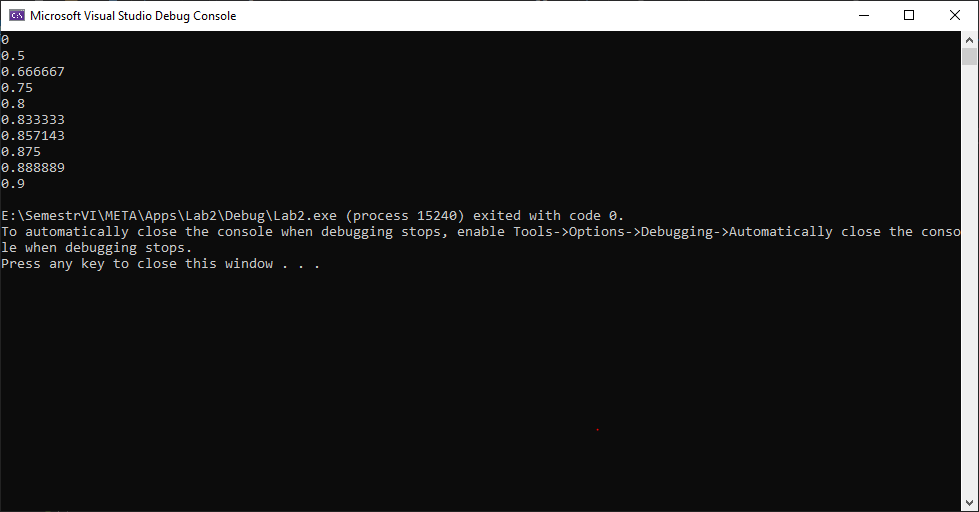 Microsoft Visual Studio Debug Console
0
0.5
0.666667
0.75
0.8
0.833333
0.857143
0.875
0.888889
0.9
E:\SemestrVI\META\Apps\Lab2\Debug\Lab2.exe (process 15240) exited with code 0.
To automatically close the console when debugging stops, enable Tools->Options->Debugging->Automatically close the conso
le when debugging stops.
Press any key to close this window . . .